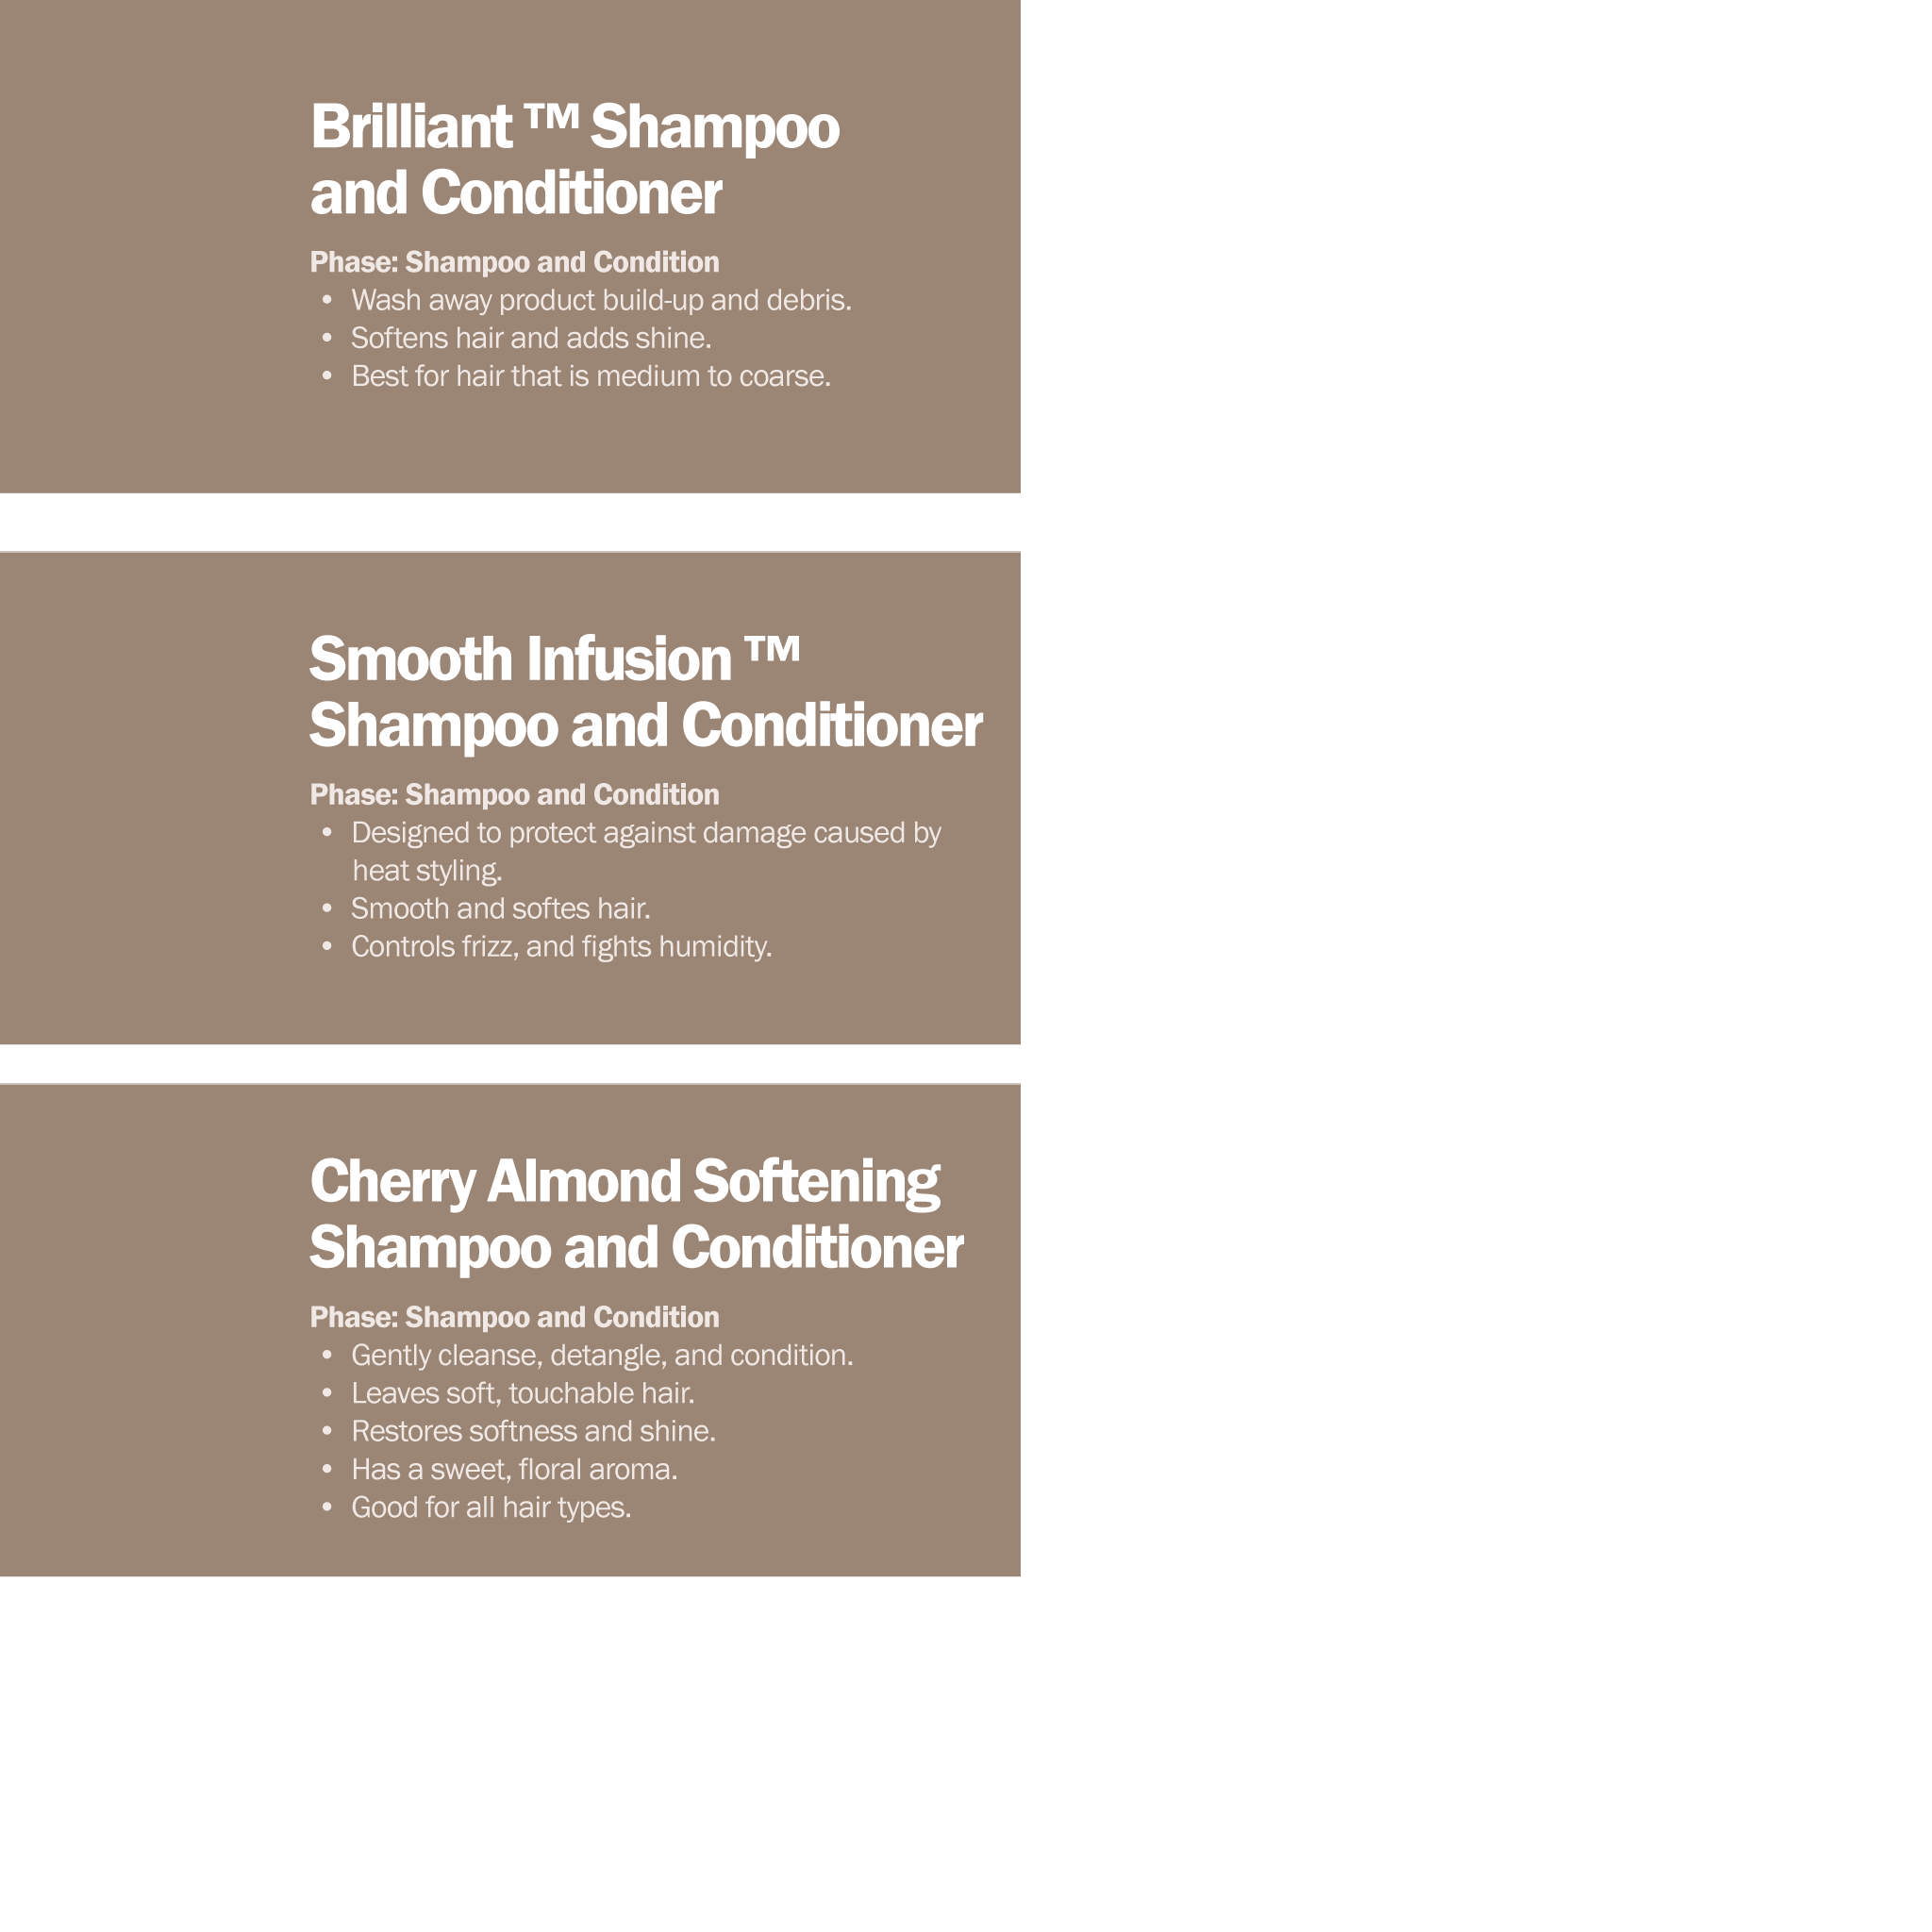 Brilliant ™ Shampoo
and Conditioner
Phase: Shampoo and Condition
• Wash away product build-up and debris.
• Softens hair and adds shine.
• Best for hair that is medium to coarse.
Smooth Infusion ™
Shampoo and Conditioner
Phase: Shampoo and Condition
• Designed to protect against damage caused by
heat styling.
• Smooth and softes hair.
• Controls frizz, and fights humidity.
Cherry Almond Softening
Shampoo and Conditioner
Phase: Shampoo and Condition
• Gently cleanse, detangle, and condition.
• Leaves soft, touchable hair.
• Restores softness and shine.
• Has a sweet, floral aroma.
• Good for all hair types.